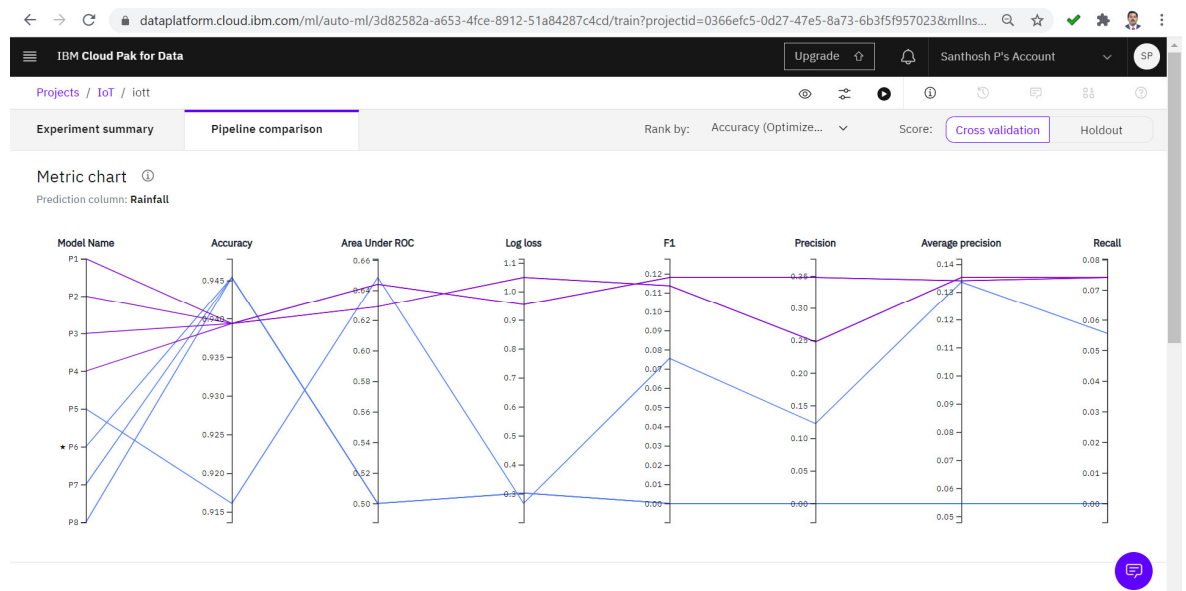 dataplatform.cloud.ibm.com/ml/auto-ml/3d82582a-a653-4fce-8912-51a84287c4cd/train?projectid=0366efc5-0d27-47e5-8a73-6b3f5f957023&mlIns...
IBM Cloud Pak for Data
Upgrade
Santhosh P's Account
SP
Projects / IoT / iott
Experiment summary
Pipeline comparison
Rank by:
Accuracy (Optimize...
Score:
Cross validation
Holdout
Metric chart
Prediction column: Rainfall
Model Name
P1
P2
P3
P4
P5
★ P6
P7
P8
Accuracy
0.945
0.940
0.935
0.930
0.925
0.920
0.915
Area Under ROC
0.66
0.64
0.62
0.60
0.58
0.56
0.54
0.52
0.50
Log loss
1.1
1.0
0.9
0.8
0.7
0.6
0.5
0.4
0.3
F1
0.12
0.11
0.10
0.09
0.08
0.07
0.06
0.05
0.04
0.03
0.02
0.01
0.00
Precision
0.35
0.30
0.25
0.20
0.15
0.10
0.05
0.00
Average precision
0.14
0.13
0.12
0.11
0.10
0.09
0.08
0.07
0.06
0.05
Recall
0.08
0.07
0.06
0.05
0.04
0.03
0.02
0.01
0.00